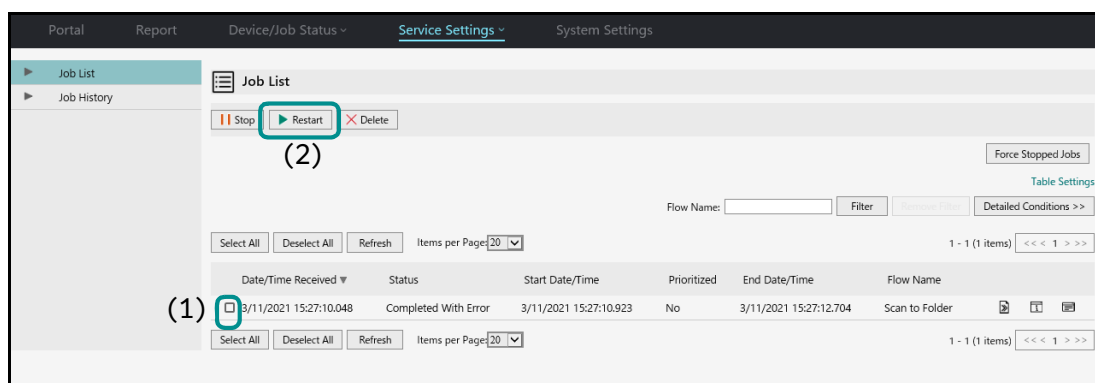 Portal Report Device/Job Status Service Settings System Settings
Job List
Job History
Job List
Stop Restart Delete
(2)
Force Stopped Jobs
Table Settings
Flow Name: Filter Remove Filter Detailed Conditions >>
Select All Deselect All Refresh Items per Page: 20 1 - 1 (1 items) << < 1 > >>
Date/Time Received ▼ Status Start Date/Time Prioritized End Date/Time Flow Name
(1) 3/11/2021 15:27:10.048 Completed With Error 3/11/2021 15:27:10.923 No 3/11/2021 15:27:12.704 Scan to Folder
Select All Deselect All Refresh Items per Page: 20 1 - 1 (1 items) << < 1 > >>